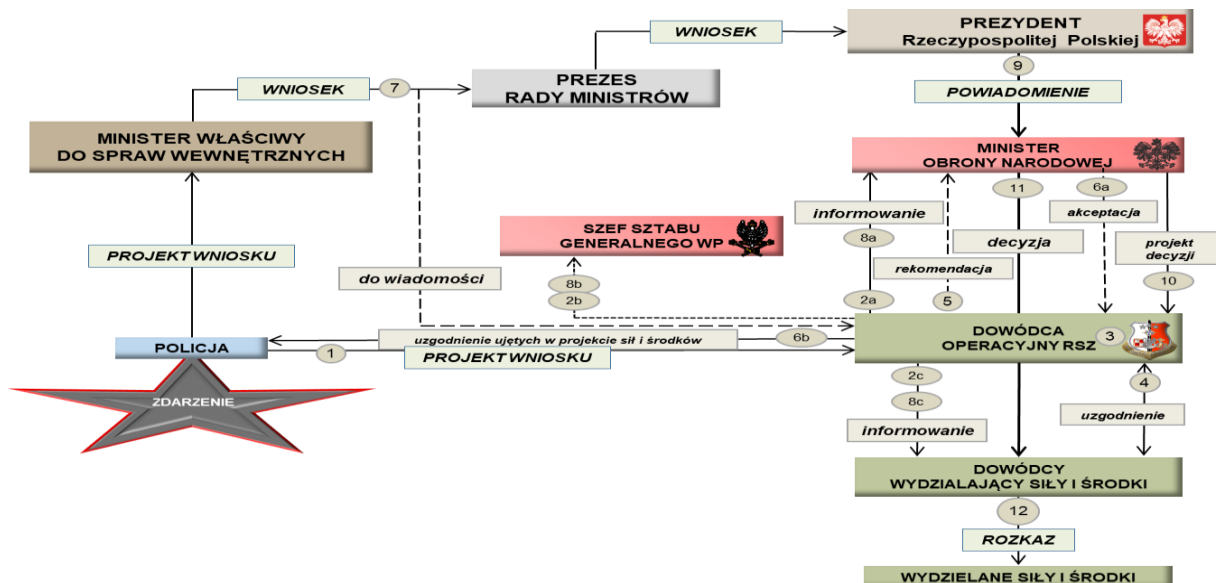 WNIOSEK
PREZYDENT
Rzeczypospolitej Polskiej
9
POWIADOMIENIE
WNIOSEK
7
PREZES
RADY MINISTRÓW
MINISTER WŁAŚCIWY
DO SPRAW WEWNĘTRZNYCH
MINISTER
OBRONY NARODOWEJ
11
6a
informowanie
8a
akceptacja
SZEF SZTABU
GENERALNEGO WP
decyzja
projekt
decyzji
PROJEKT WNIOSKU
do wiadomości
8b
2b
rekomendacja
2a
5
10
DOWÓDCA
OPERACYJNY RSZ
3
POLICJA
1
uzgodnienie ujętych w projekcie sił i środków
6b
PROJEKT WNIOSKU
ZDARZENIE
2c
8c
informowanie
4
uzgodnienie
DOWÓDCY
WYDZIALAJĄCY SIŁY I ŚRODKI
12
ROZKAZ
WYDZIELANE SIŁY I ŚRODKI